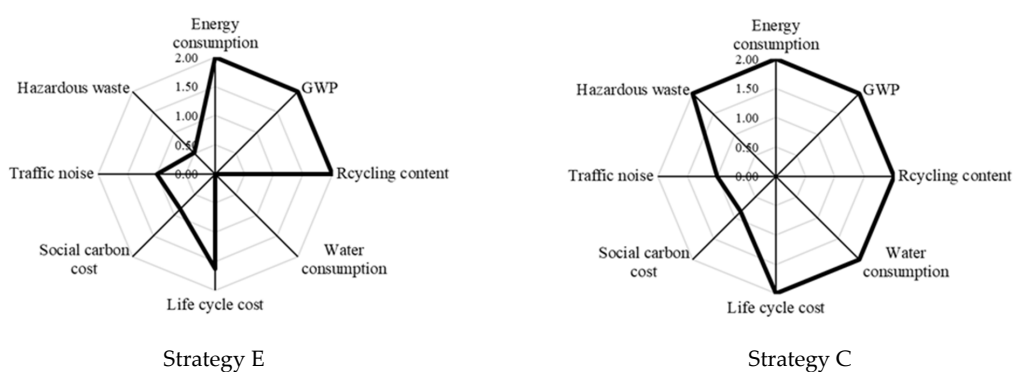 Energy
consumption
2.00
1.50
1.00
0.50
0.00
Hazardous waste
GWP
Traffic noise
Rcycling content
Social carbon
cost
Water
consumption
Life cycle cost
Strategy E
Energy
consumption
2.00
1.50
1.00
0.50
0.00
Hazardous waste
GWP
Traffic noise
Rcycling content
Social carbon
cost
Water
consumption
Life cycle cost
Strategy C